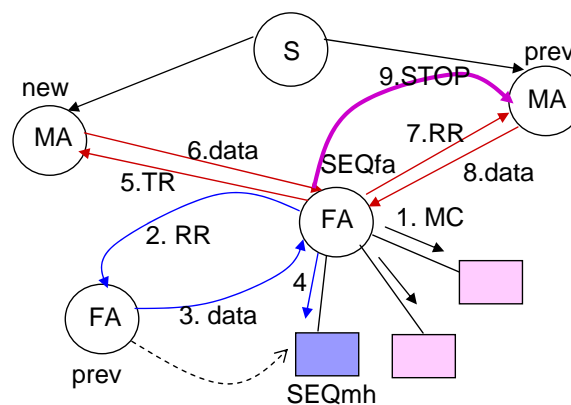 S
prev
new
9.STOP
MA
MA
6.data
7.RR
SEQfa
5.TR
8.data
FA
1. MC
2. RR
4
FA
3. data
prev
SEQmh